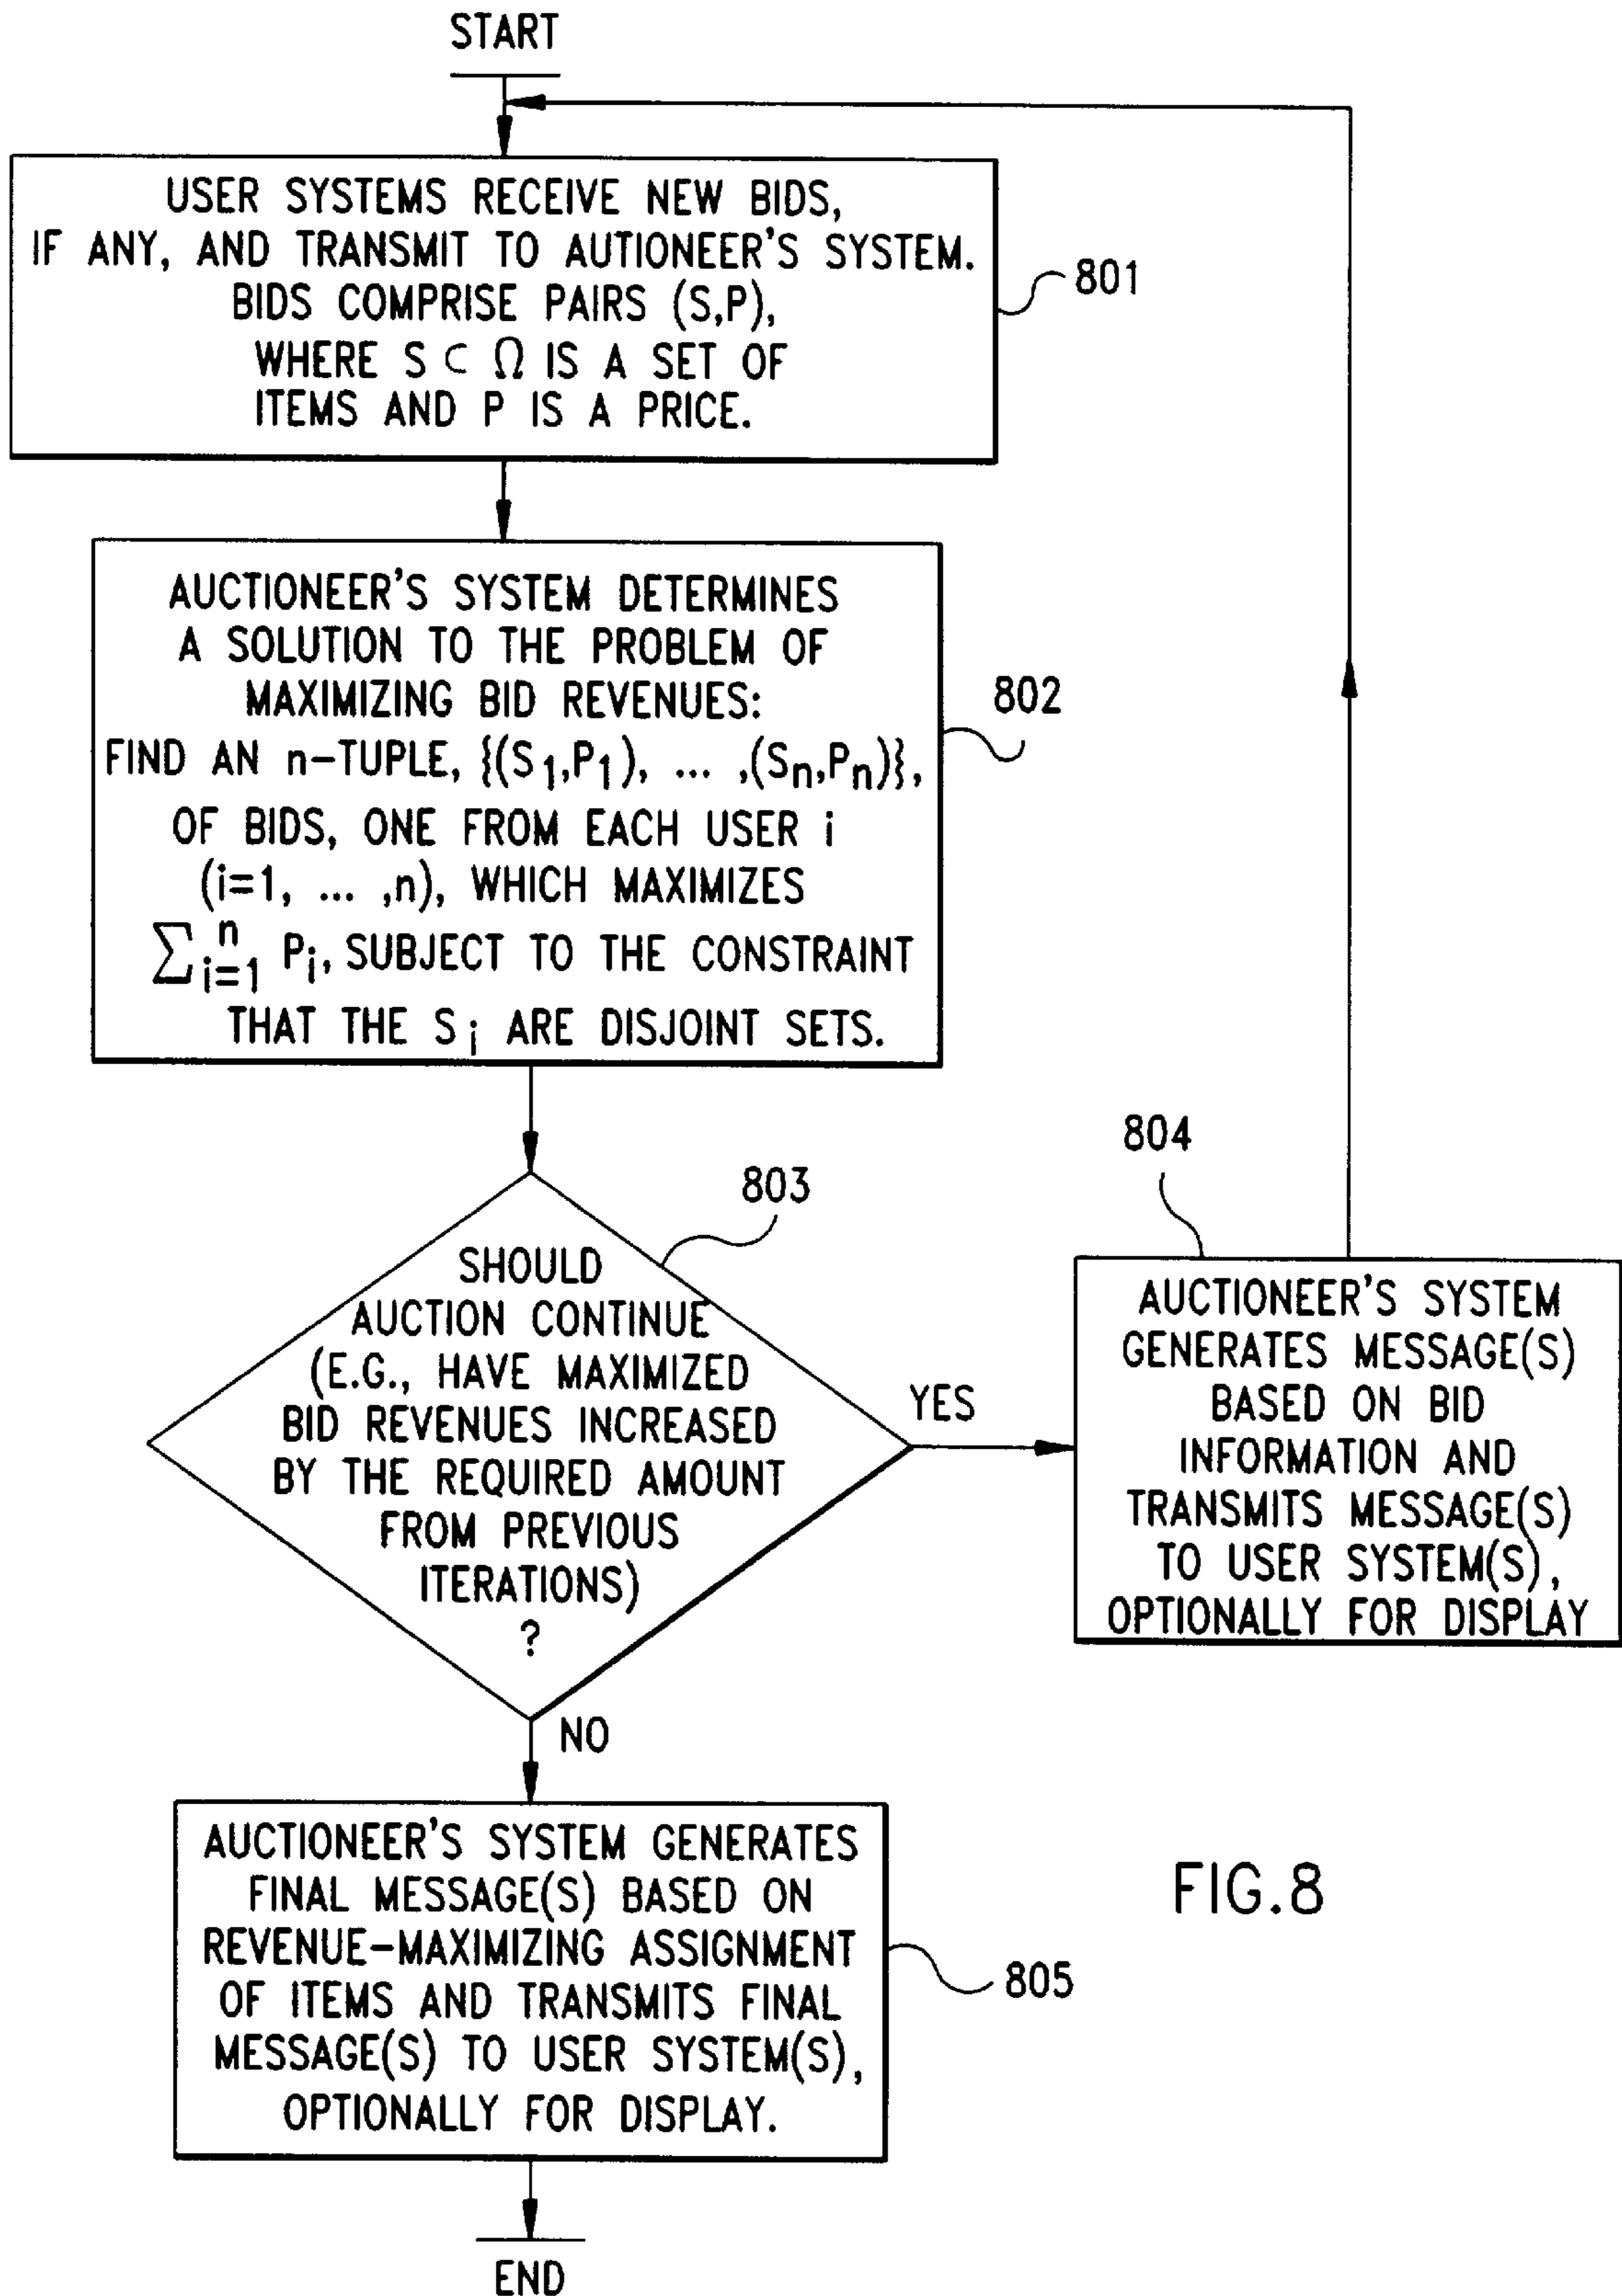 START
USER SYSTEMS RECEIVE NEW BIDS,
IF ANY, AND TRANSMIT TO AUTIONEER'S SYSTEM.
BIDS COMPRISE PAIRS (S,P),
WHERE S ⊂ Ω IS A SET OF
ITEMS AND P IS A PRICE.
801
AUCTIONEER'S SYSTEM DETERMINES
A SOLUTION TO THE PROBLEM OF
MAXIMIZING BID REVENUES:
FIND AN n-TUPLE, {(S₁,P₁), ... ,(Sₙ,Pₙ)},
OF BIDS, ONE FROM EACH USER i
(i=1, ... ,n), WHICH MAXIMIZES
∑ᵢ₌₁ⁿ Pᵢ, SUBJECT TO THE CONSTRAINT
THAT THE Sᵢ ARE DISJOINT SETS.
802
803
SHOULD
AUCTION CONTINUE
(E.G., HAVE MAXIMIZED
BID REVENUES INCREASED
BY THE REQUIRED AMOUNT
FROM PREVIOUS
ITERATIONS)
?
YES
NO
804
AUCTIONEER'S SYSTEM
GENERATES MESSAGE(S)
BASED ON BID
INFORMATION AND
TRANSMITS MESSAGE(S)
TO USER SYSTEM(S),
OPTIONALLY FOR DISPLAY
AUCTIONEER'S SYSTEM GENERATES
FINAL MESSAGE(S) BASED ON
REVENUE-MAXIMIZING ASSIGNMENT
OF ITEMS AND TRANSMITS FINAL
MESSAGE(S) TO USER SYSTEM(S),
OPTIONALLY FOR DISPLAY.
805
END
FIG.8